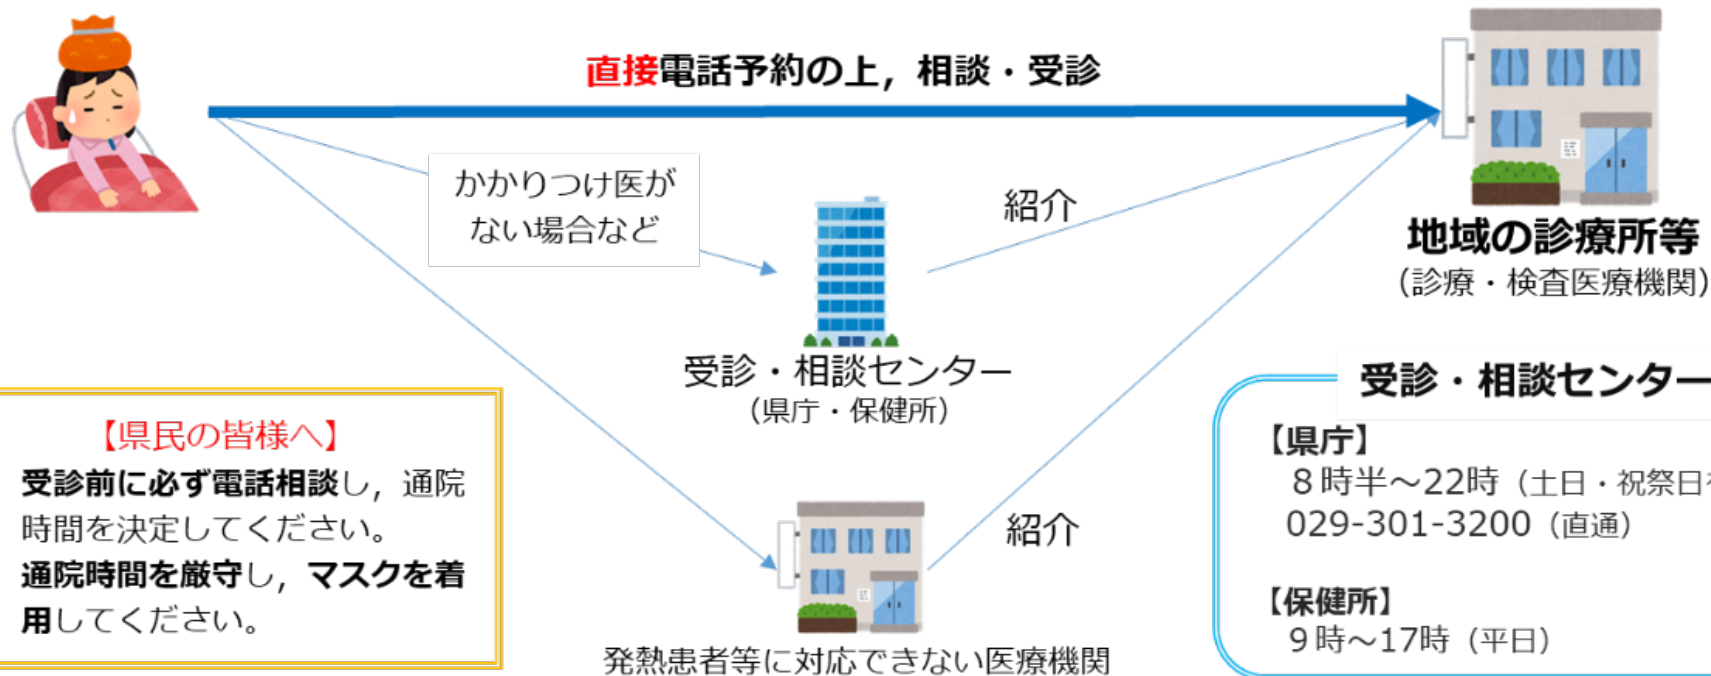 直接電話予約の上，相談・受診
かかりつけ医が
ない場合など
紹介
地域の診療所等
（診療・検査医療機関）
受診・相談センター
（県庁・保健所）
【県民の皆様へ】
受診前に必ず電話相談し，通院
時間を決定してください。
通院時間を厳守し，マスクを着
用してください。
紹介
発熱患者等に対応できない医療機関
受診・相談センター
【県庁】
８時半～22時（土日・祝祭日
029-301-3200（直通）
【保健所】
９時～17時（平日）